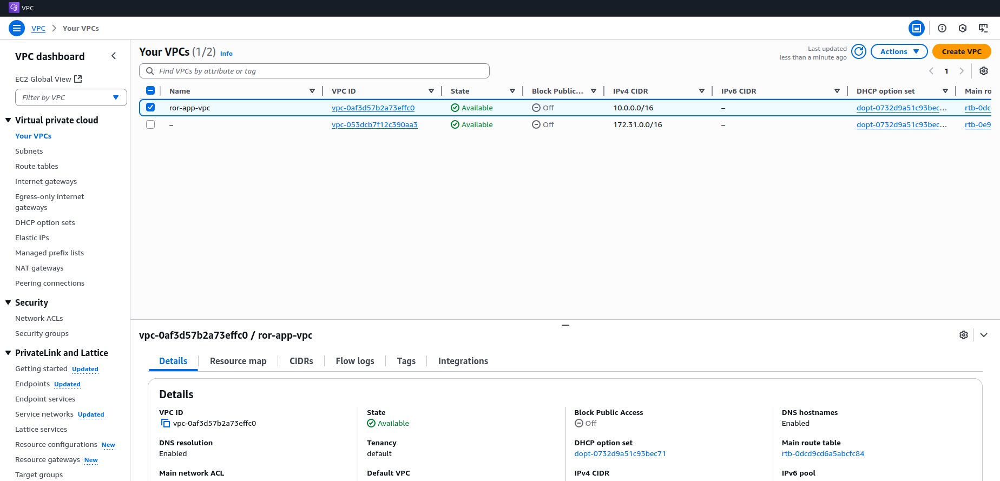 VPC
VPC > Your VPCs
VPC dashboard
EC2 Global View
Filter by VPC
Virtual private cloud
Your VPCs
Subnets
Route tables
Internet gateways
Egress-only internet
gateways
DHCP option sets
Elastic IPs
Managed prefix lists
NAT gateways
Peering connections
Security
Network ACLs
Security groups
PrivateLink and Lattice
Getting started Updated
Endpoints Updated
Endpoint services
Service networks Updated
Lattice services
Resource configurations New
Resource gateways New
Target groups
Your VPCs (1/2) Info
Last updated
less than a minute ago
Actions
Create VPC
Find VPCs by attribute or tag
1
Name VPC ID State Block Public... IPv4 CIDR IPv6 CIDR DHCP option set Main ro
ror-app-vpc vpc-0af3d57b2a73effc0 Available Off 10.0.0.0/16 – dopt-0732d9a51c93bec... rtb-0dc
– vpc-053dcb7f12c390aa3 Available Off 172.31.0.0/16 – dopt-0732d9a51c93bec... rtb-0e9
vpc-0af3d57b2a73effc0 / ror-app-vpc
Details Resource map CIDRs Flow logs Tags Integrations
Details
VPC ID State Block Public Access DNS hostnames
vpc-0af3d57b2a73effc0 Available Off Enabled
DNS resolution Tenancy DHCP option set Main route table
Enabled default dopt-0732d9a51c93bec71 rtb-0dcd9cd6a5abcfc84
Main network ACL Default VPC IPv4 CIDR IPv6 pool